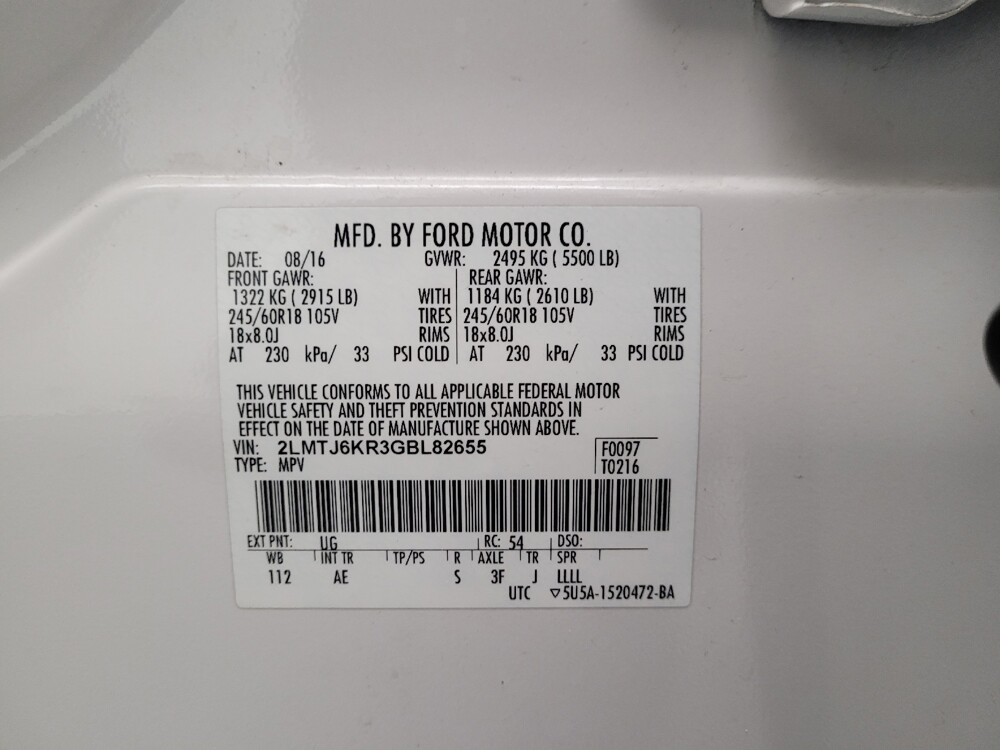 MFD. BY FORD MOTOR CO.
DATE: 08/16 GVWR: 2495 KG ( 5500 LB)
FRONT GAWR: REAR GAWR:
1322 KG ( 2915 LB) WITH 1184 KG ( 2610 LB) WITH
245/60R18 105V TIRES 245/60R18 105V TIRES
18x8.0J RIMS 18x8.0J RIMS
AT 230 kPa/ 33 PSI COLD AT 230 kPa/ 33 PSI COLD
THIS VEHICLE CONFORMS TO ALL APPLICABLE FEDERAL MOTOR
VEHICLE SAFETY AND THEFT PREVENTION STANDARDS IN
EFFECT ON THE DATE OF MANUFACTURE SHOWN ABOVE.
VIN: 2LMTJ6KR3GBL82655 F0097
TYPE: MPV T0216
EXT PNT: UG RC: 54 DSO:
WB INT TR TP/PS R AXLE TR SPR
112 AE S 3F J LLLL
UTC ▽5U5A-1520472-BA